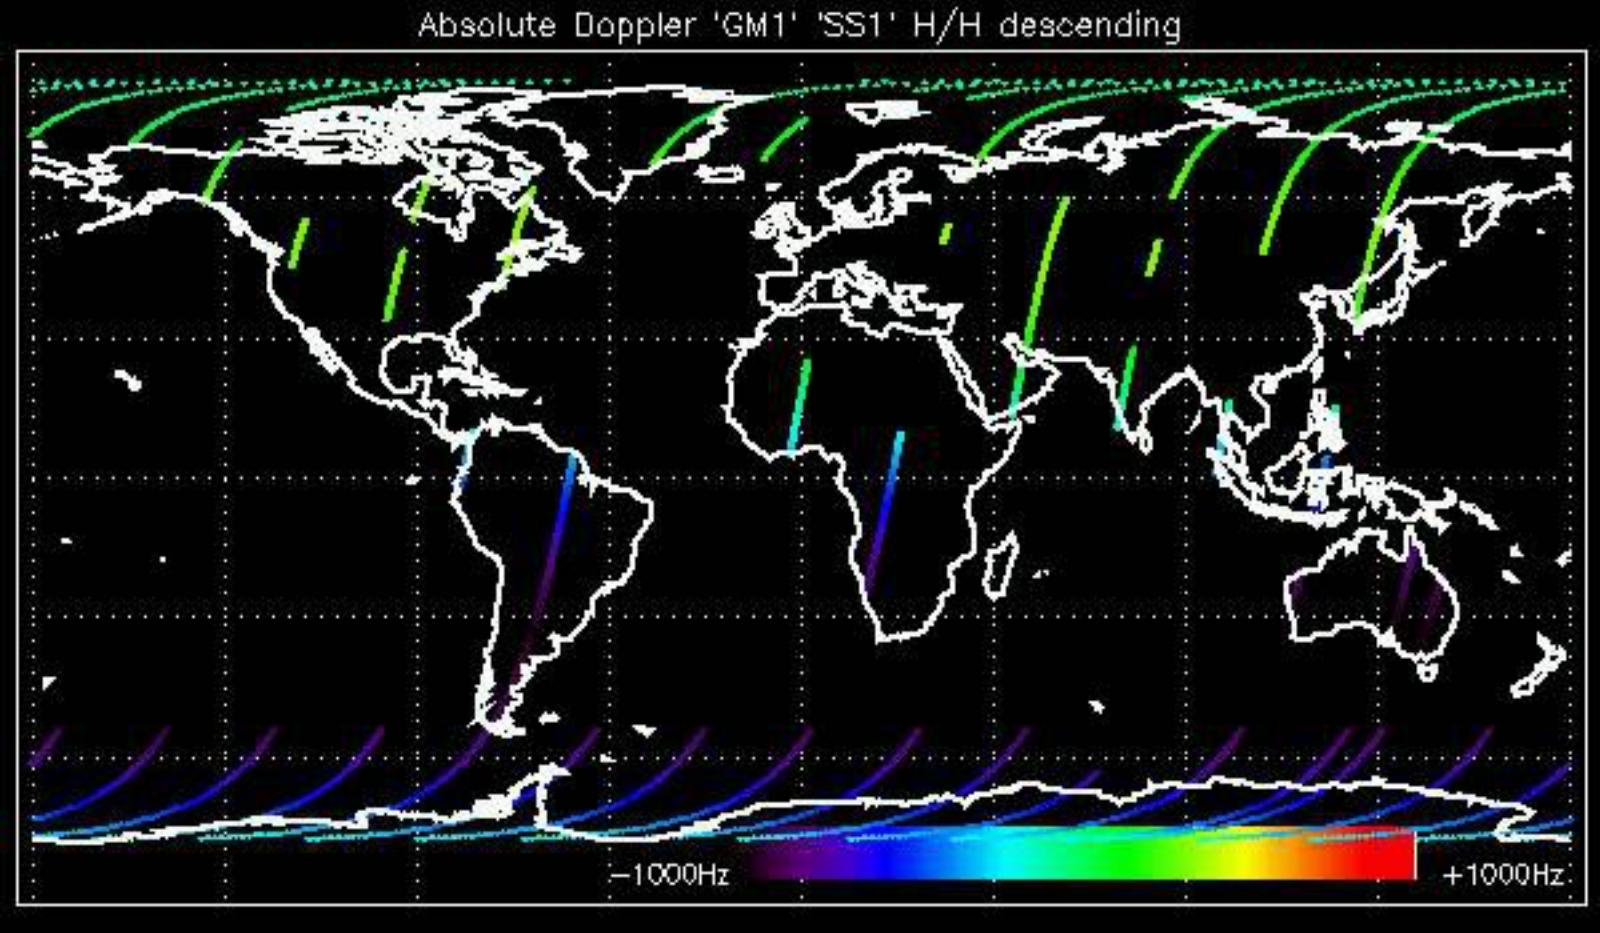 Absolute Doppler 'GM1' 'SS1' H/H descending
−1000Hz
+1000Hz